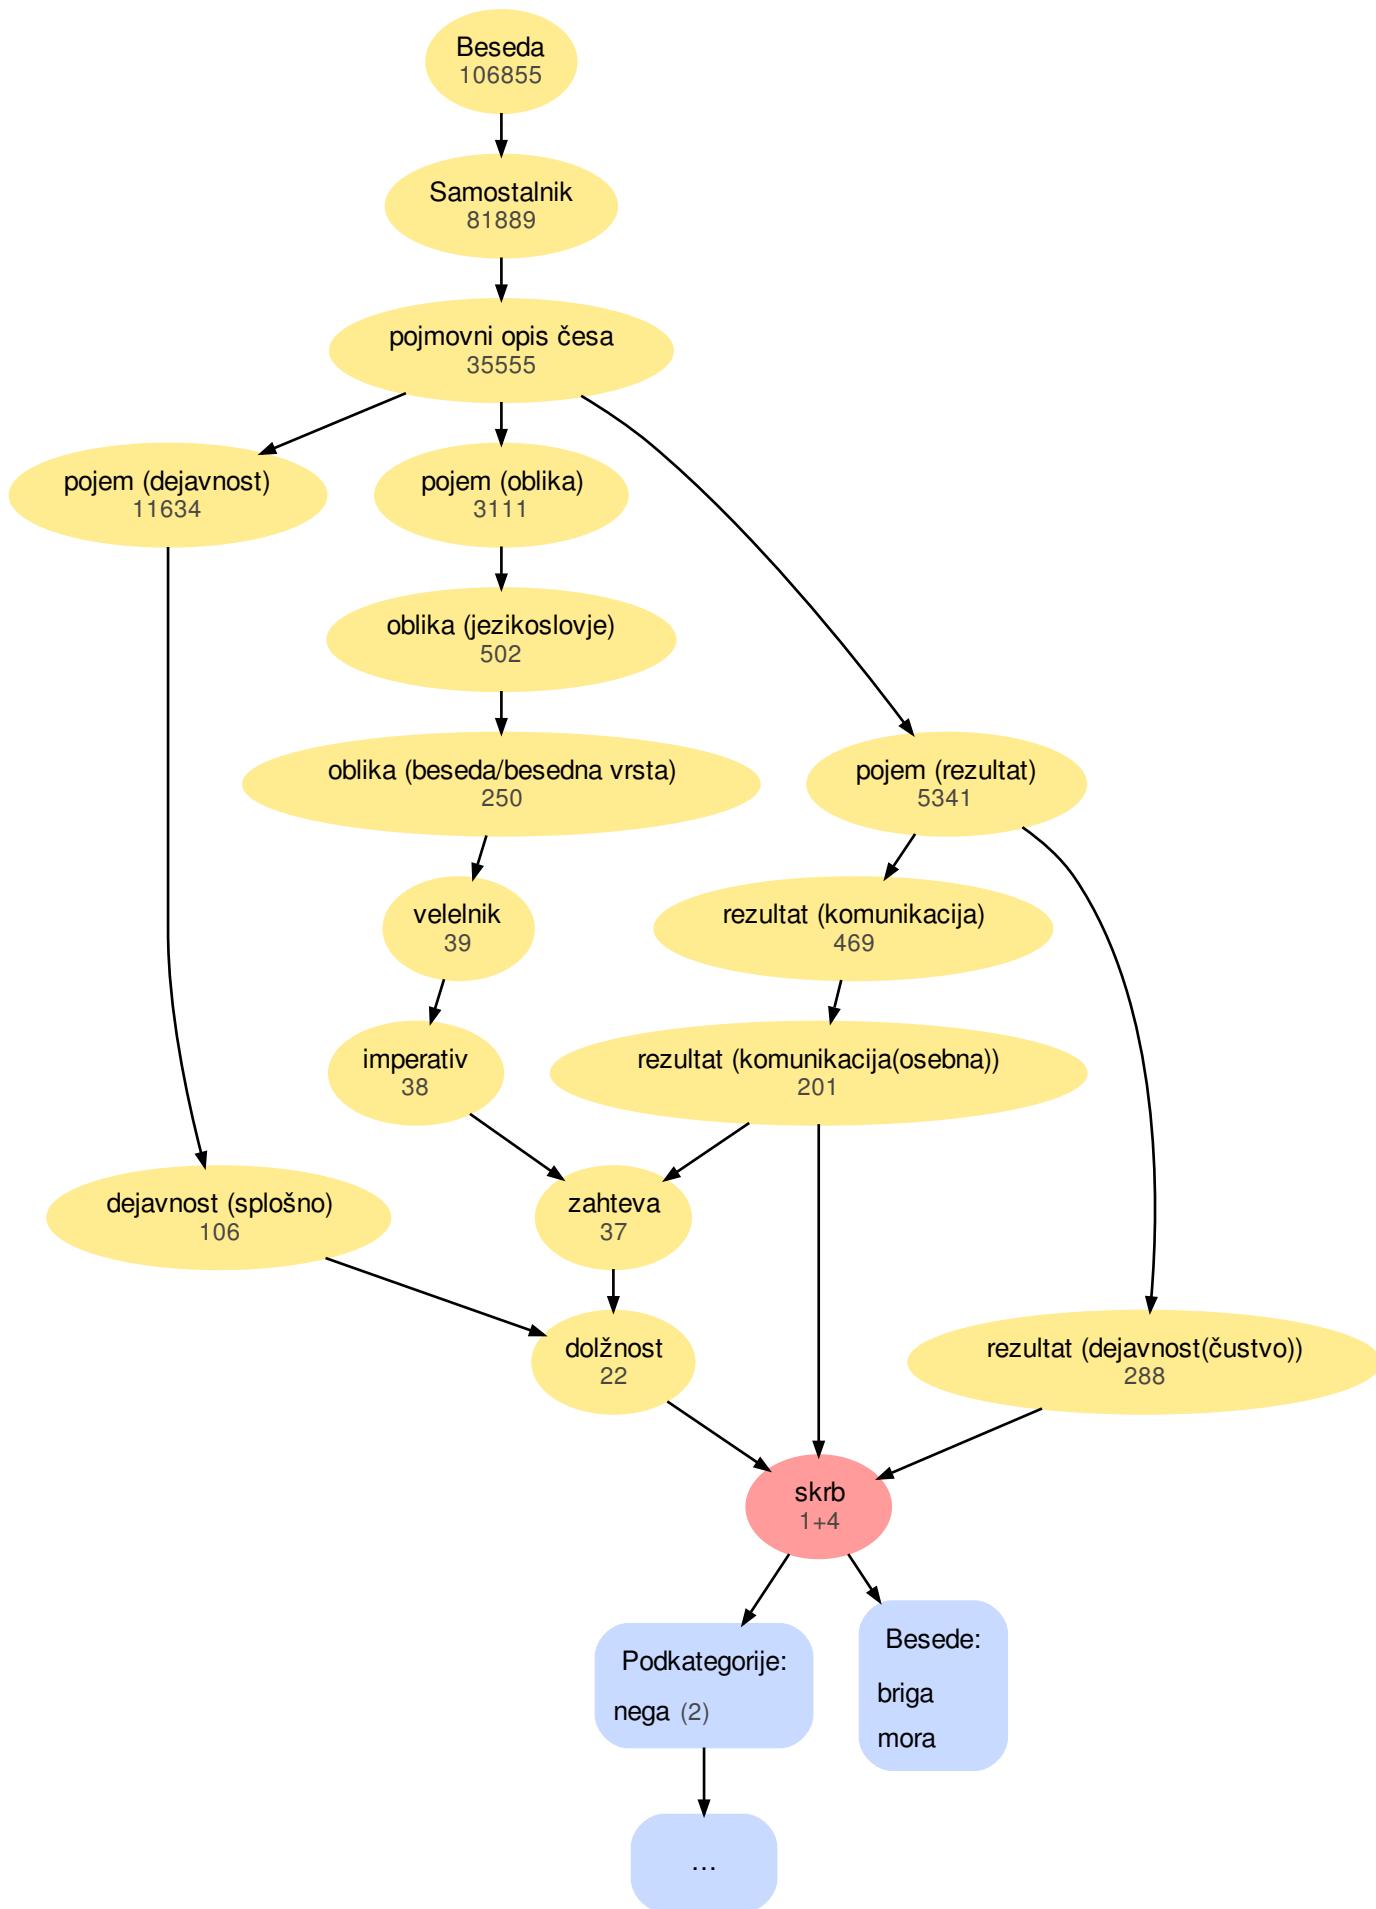 Beseda
106855
Samostalnik
81889
pojmovni opis česa
35555
pojem (dejavnost)
11634
pojem (oblika)
3111
oblika (jezikoslovje)
502
oblika (beseda/besedna vrsta)
250
pojem (rezultat)
5341
velelnik
39
rezultat (komunikacija)
469
imperativ
38
rezultat (komunikacija(osebna))
201
dejavnost (splošno)
106
zahteva
37
dolžnost
22
rezultat (dejavnost(čustvo))
288
skrb
1+4
Podkategorije:
nega (2)
Besede:
briga
mora
…